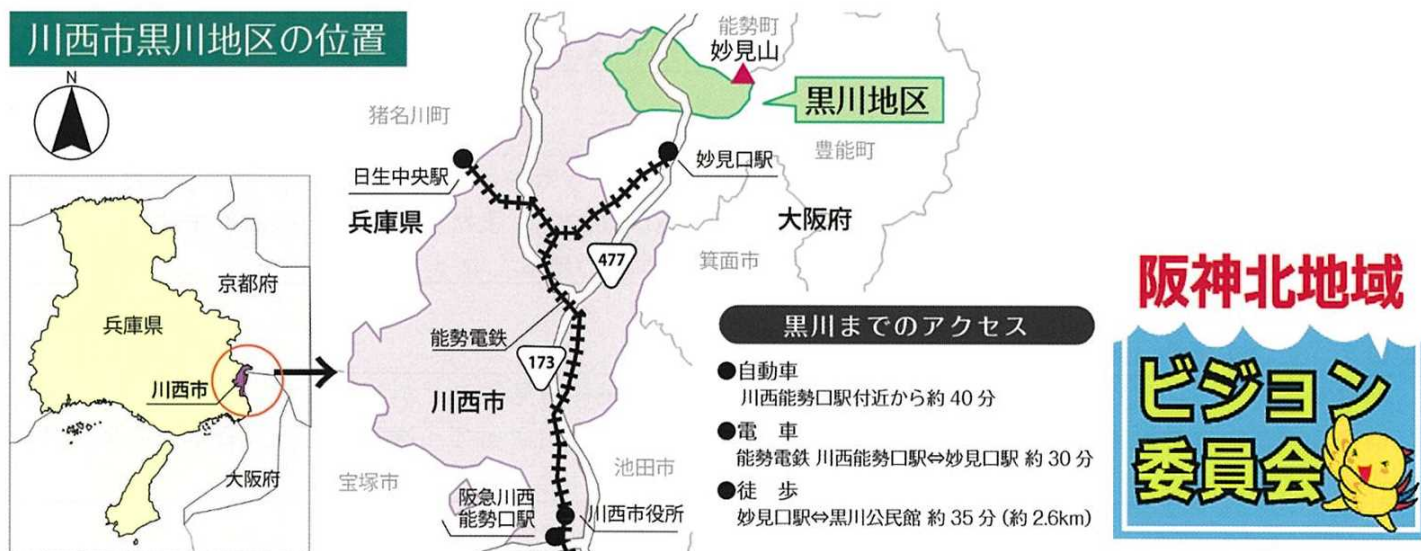 川西市黒川地区の位置
N
能勢町
妙見山
黒川地区
猪名川町
豊能町
日生中央駅
妙見口駅
兵庫県
大阪府
477
箕面市
京都府
兵庫県
川西市
大阪府
能勢電鉄
173
川西市
宝塚市
池田市
阪急川西
能勢口駅
川西市役所
黒川までのアクセス
●自動車
川西能勢口駅付近から約40分
●電 車
能勢電鉄 川西能勢口駅⇔妙見口駅 約30分
●徒 歩
妙見口駅⇔黒川公民館 約35分(約2.6km)
阪神北地域
ビジョン
委員会